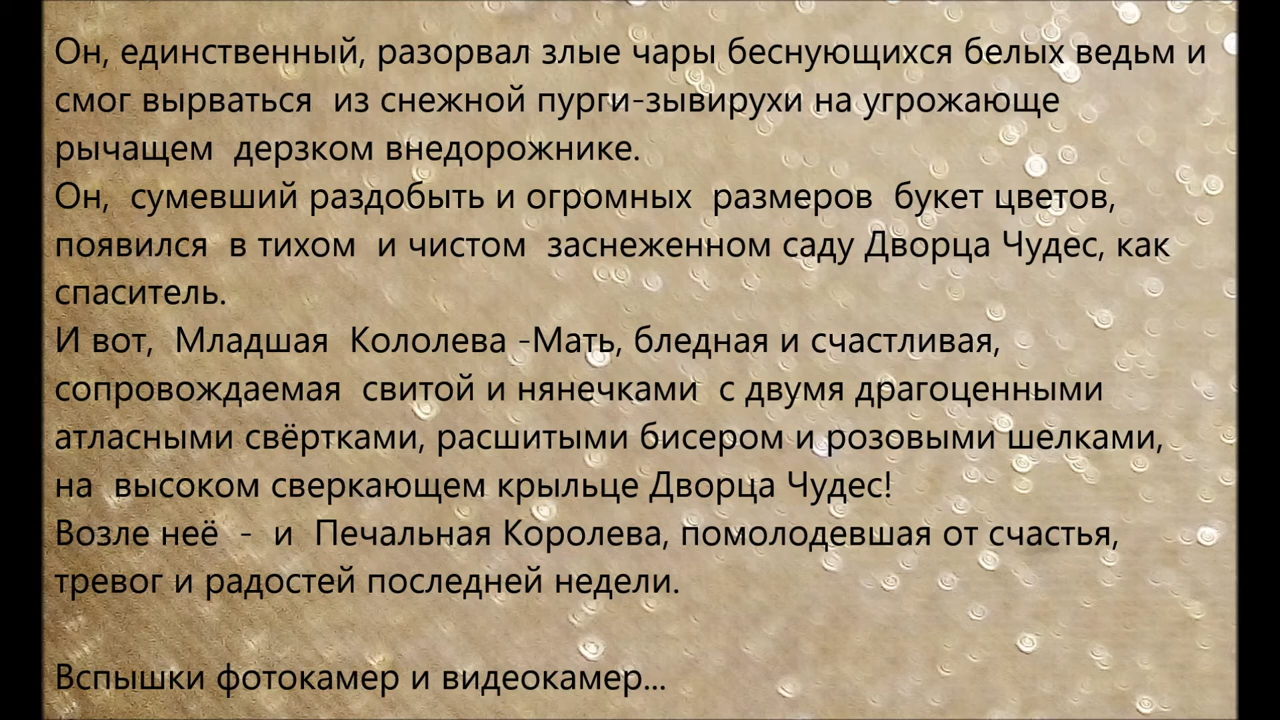 Он, единственный, разорвал злые чары беснующихся белых ведьм и
смог вырваться  из снежной пурги-зывирухи на угрожающе
рычащем  дерзком внедорожнике.
Он,  сумевший раздобыть и огромных  размеров  букет цветов,
появился  в тихом  и чистом  заснеженном саду Дворца Чудес, как
спаситель.
И вот,  Младшая  Кололева -Мать, бледная и счастливая,
сопровождаемая  свитой и нянечками  с двумя драгоценными
атласными свёртками, расшитыми бисером и розовыми шелками,
на  высоком сверкающем крыльце Дворца Чудес!
Возле неё  -  и  Печальная Королева, помолодевшая от счастья,
тревог и радостей последней недели.
Вспышки фотокамер и видеокамер...